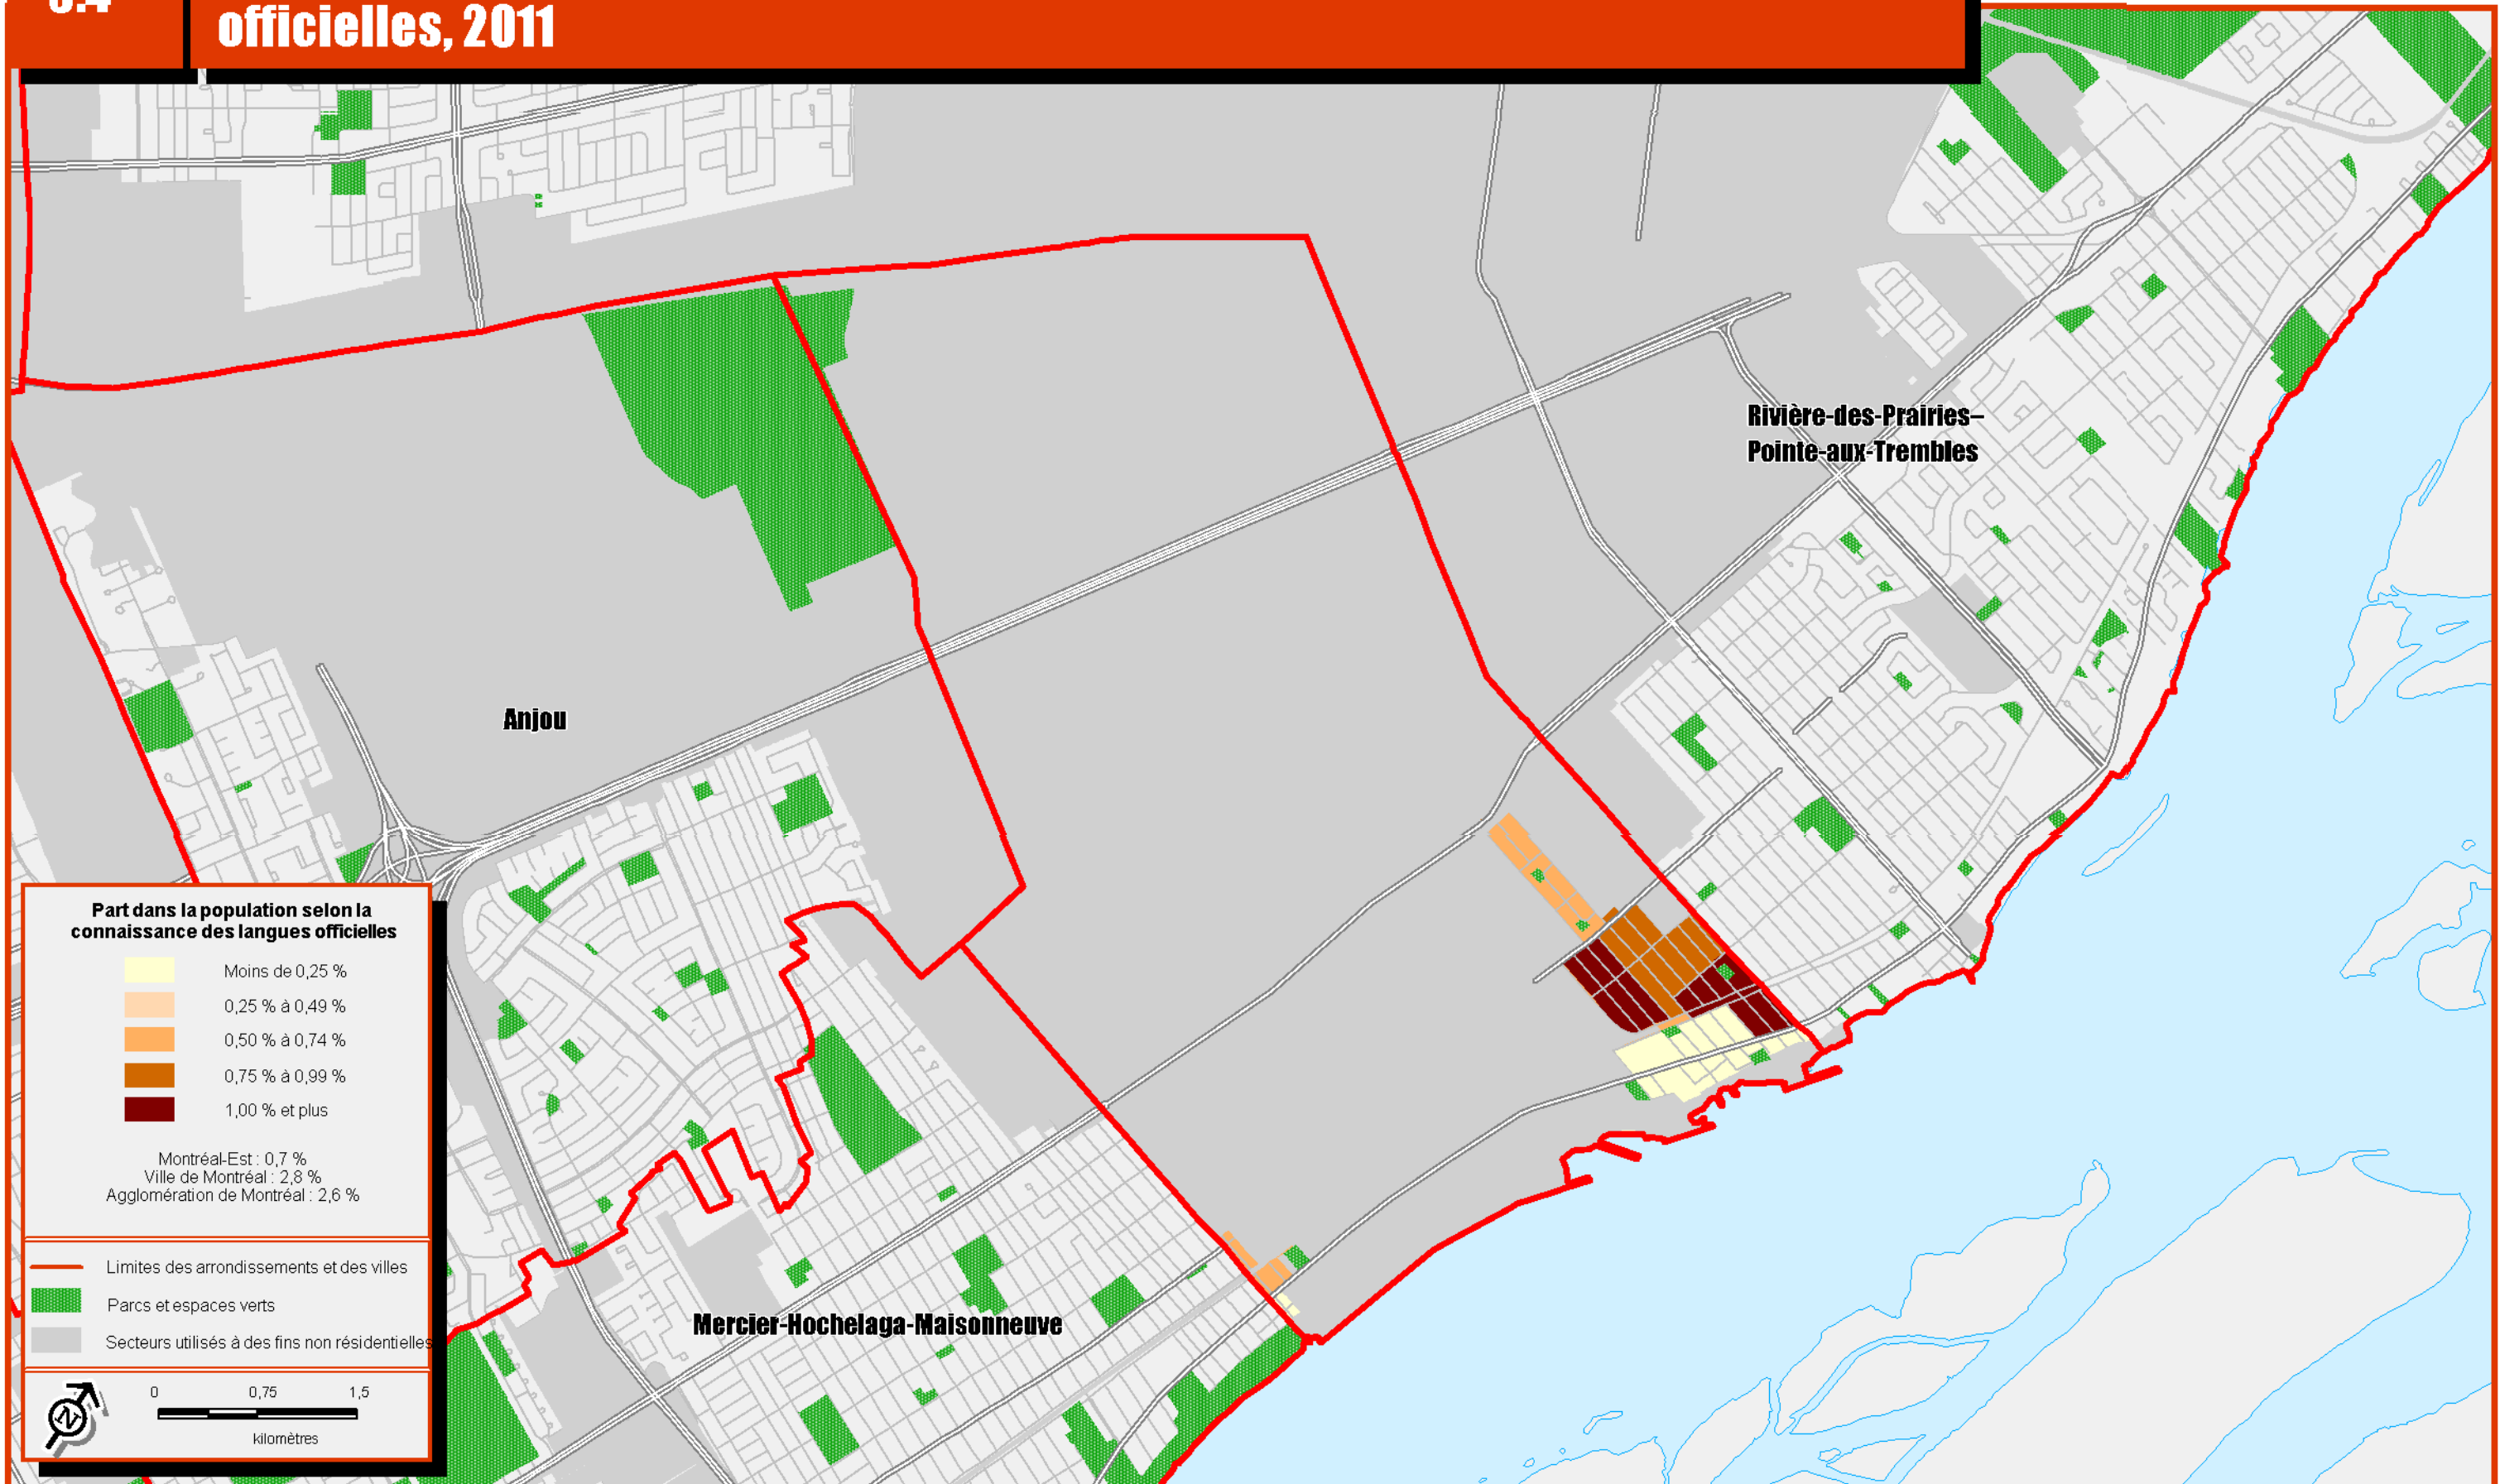 officielles, 2011
Rivière-des-Prairies–
Pointe-aux-Trembles
Anjou
Mercier-Hochelaga-Maisonneuve
Part dans la population selon la
connaissance des langues officielles
Moins de 0,25 %
0,25 % à 0,49 %
0,50 % à 0,74 %
0,75 % à 0,99 %
1,00 % et plus
Montréal-Est : 0,7 %
Ville de Montréal : 2,8 %
Agglomération de Montréal : 2,6 %
Limites des arrondissements et des villes
Parcs et espaces verts
Secteurs utilisés à des fins non résidentielles
N
0 0,75 1,5
kilomètres